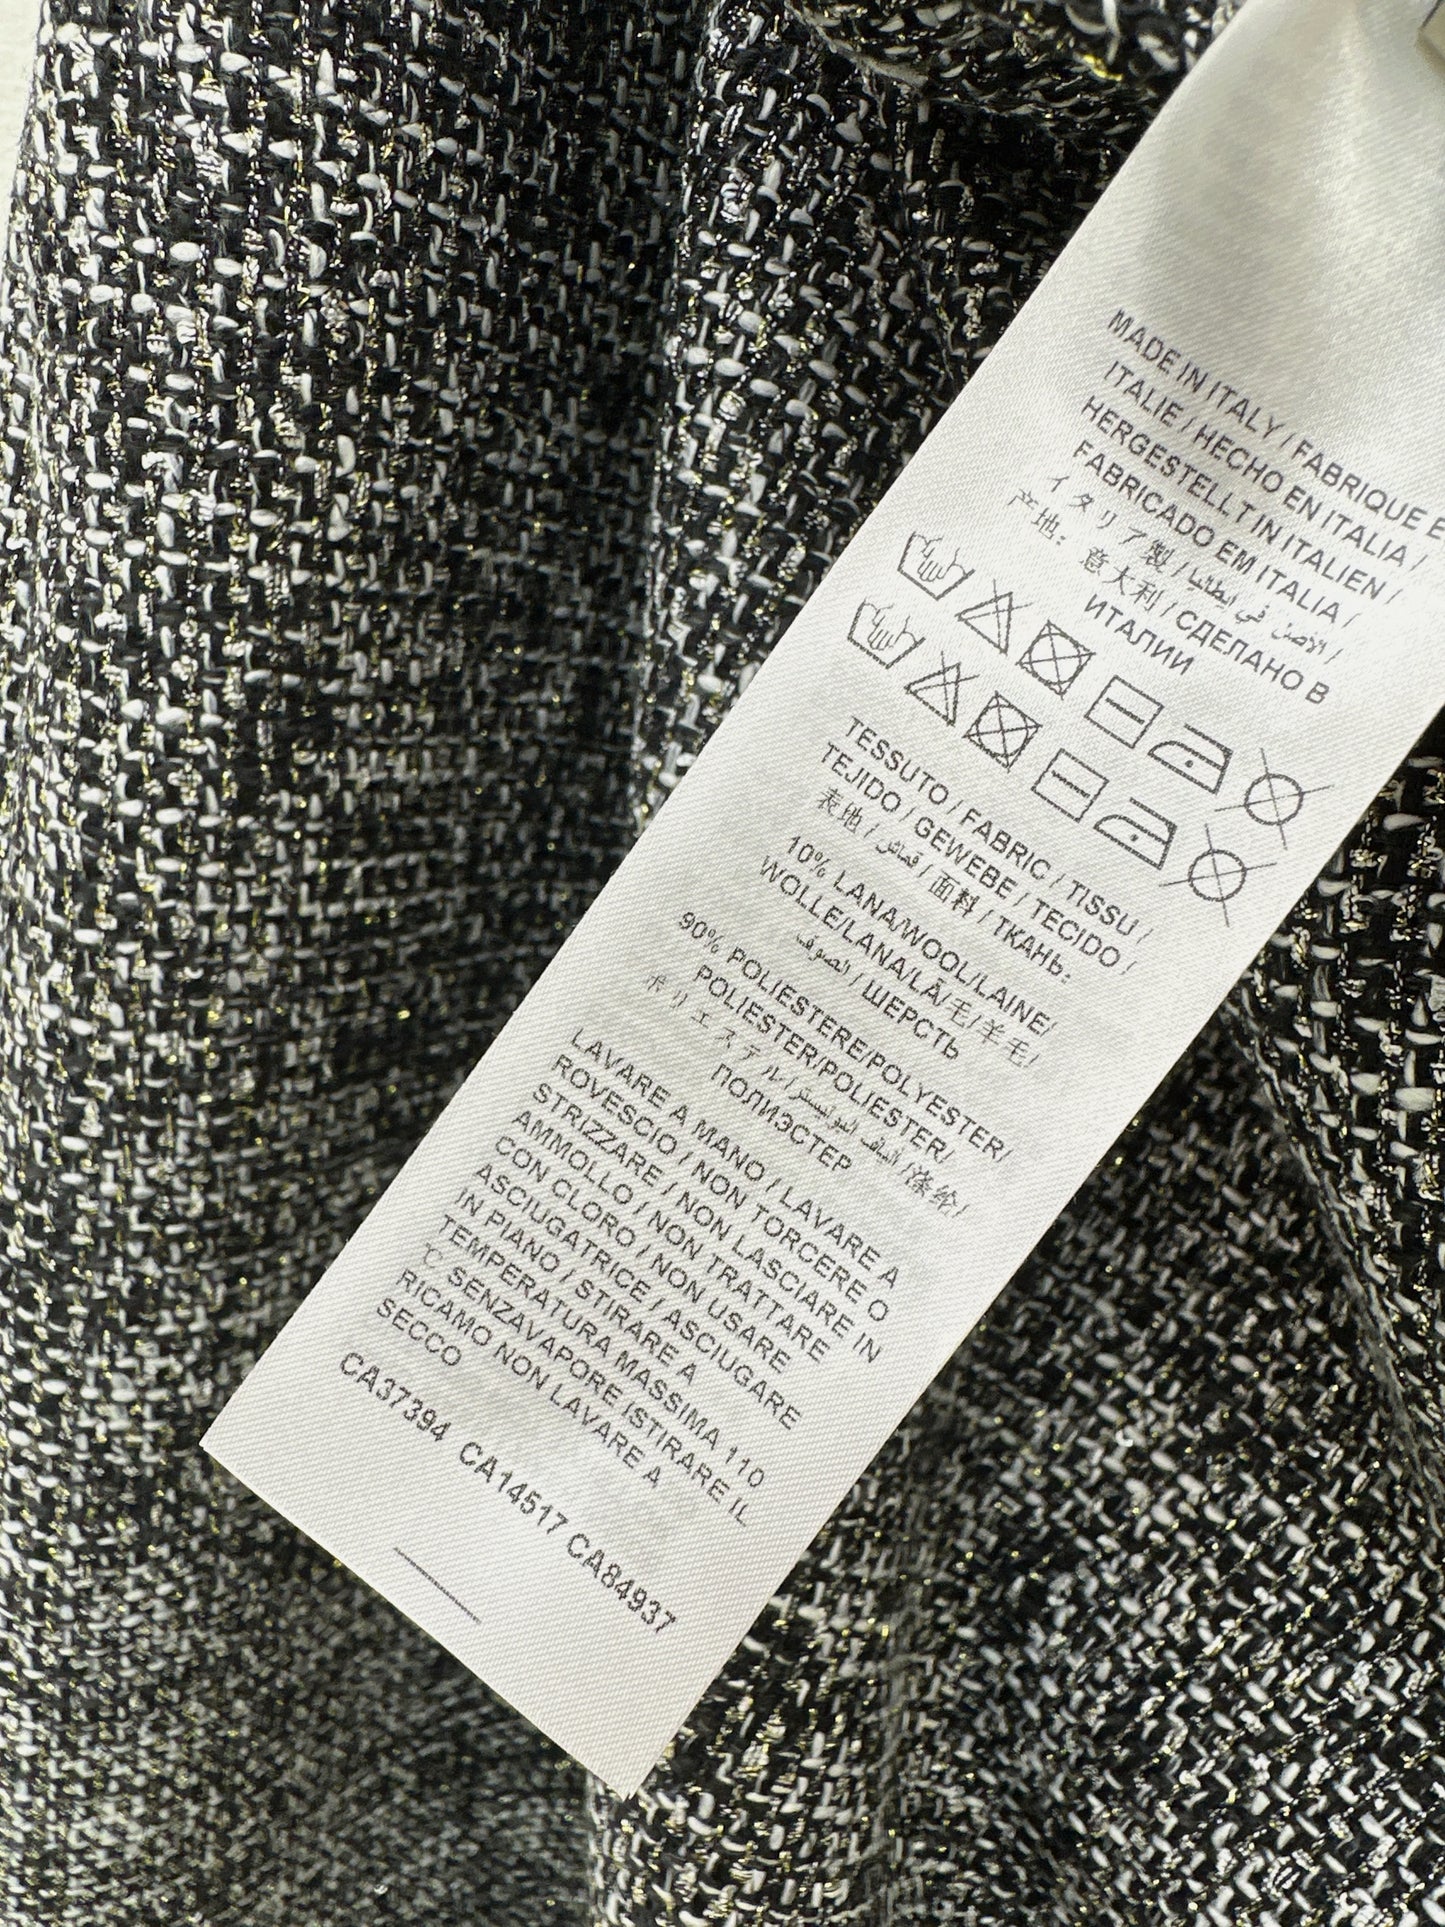 MADE IN ITALY / FABRIQUE E
ITALIE / HECHO EN ITALIA /
HERGESTELLT IN ITALIEN /
FABRICADO EM ITALIA /
イタリア製 / الأصل في إيطاليا /
产地：意大利 / СДЕЛАНО В
ИТАЛИИ
TESSUTO / FABRIC / TISSU /
TEJIDO / GEWEBE / TECIDO /
表地 / قماش / 面料 / ТКАНЬ:
10% LANA/WOOL/LAINE/
WOLLE/LANA/LÃ/毛/羊毛/
الصوف / ШЕРСТЬ
90% POLIESTERE/POLYESTER/
POLIESTER/POLIESTER/
ポリエステル/ألياف البوليستر/涤纶/
ПОЛИЭСТЕР
LAVARE A MANO / LAVARE A
ROVESCIO / NON TORCERE O
STRIZZARE / NON LASCIARE IN
AMMOLLO / NON TRATTARE
CON CLORO / NON USARE
ASCIUGATRICE / ASCIUGARE
IN PIANO / STIRARE A
TEMPERATURA MASSIMA 110
℃ SENZAVAPORE /STIRARE IL
RICAMO NON LAVARE A
SECCO
CA37394 CA14517 CA84937